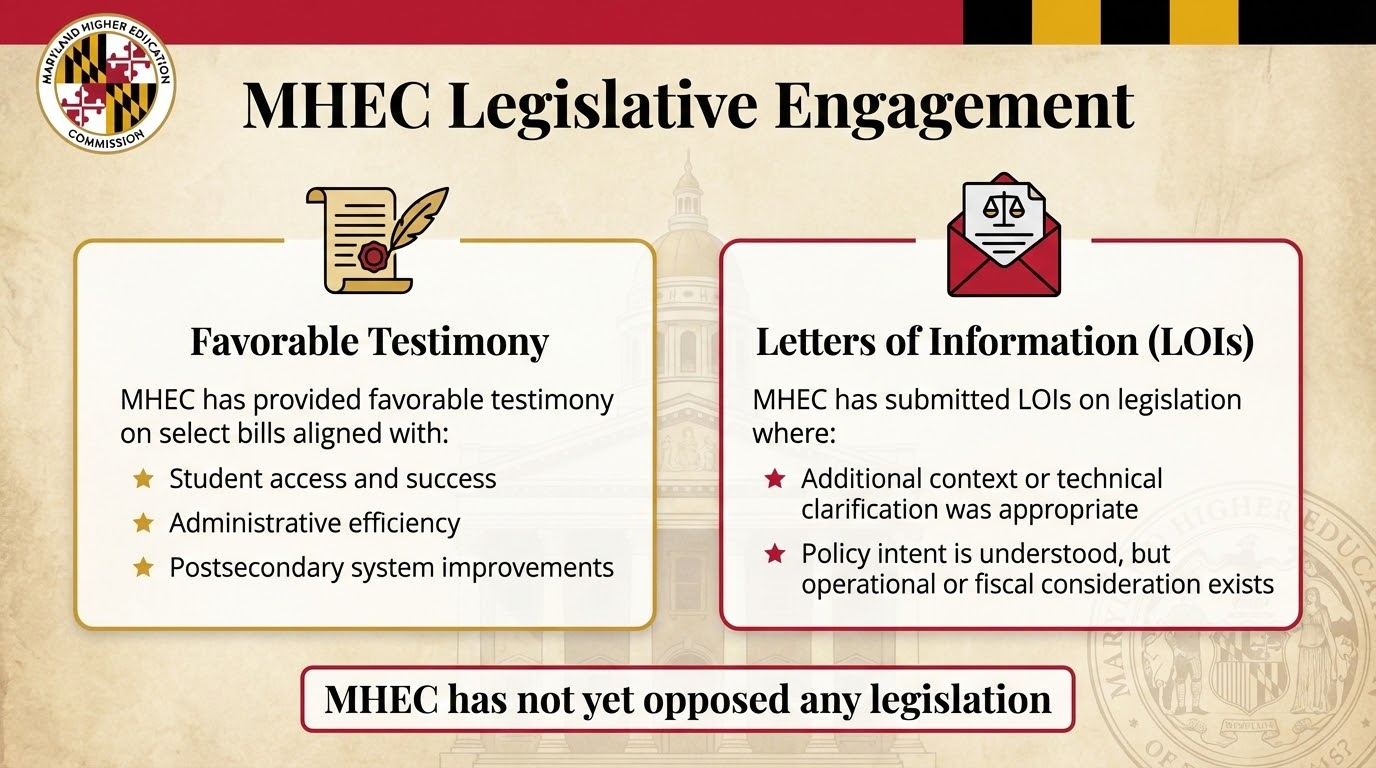 MARYLAND HIGHER EDUCATION
COMMISSION
MHEC Legislative Engagement
Favorable Testimony
MHEC has provided favorable testimony
on select bills aligned with:
Student access and success
Administrative efficiency
Postsecondary system improvements
Letters of Information (LOIs)
MHEC has submitted LOIs on legislation
where:
Additional context or technical
clarification was appropriate
Policy intent is understood, but
operational or fiscal consideration exists
MHEC has not yet opposed any legislation
HIGHER EDUCA